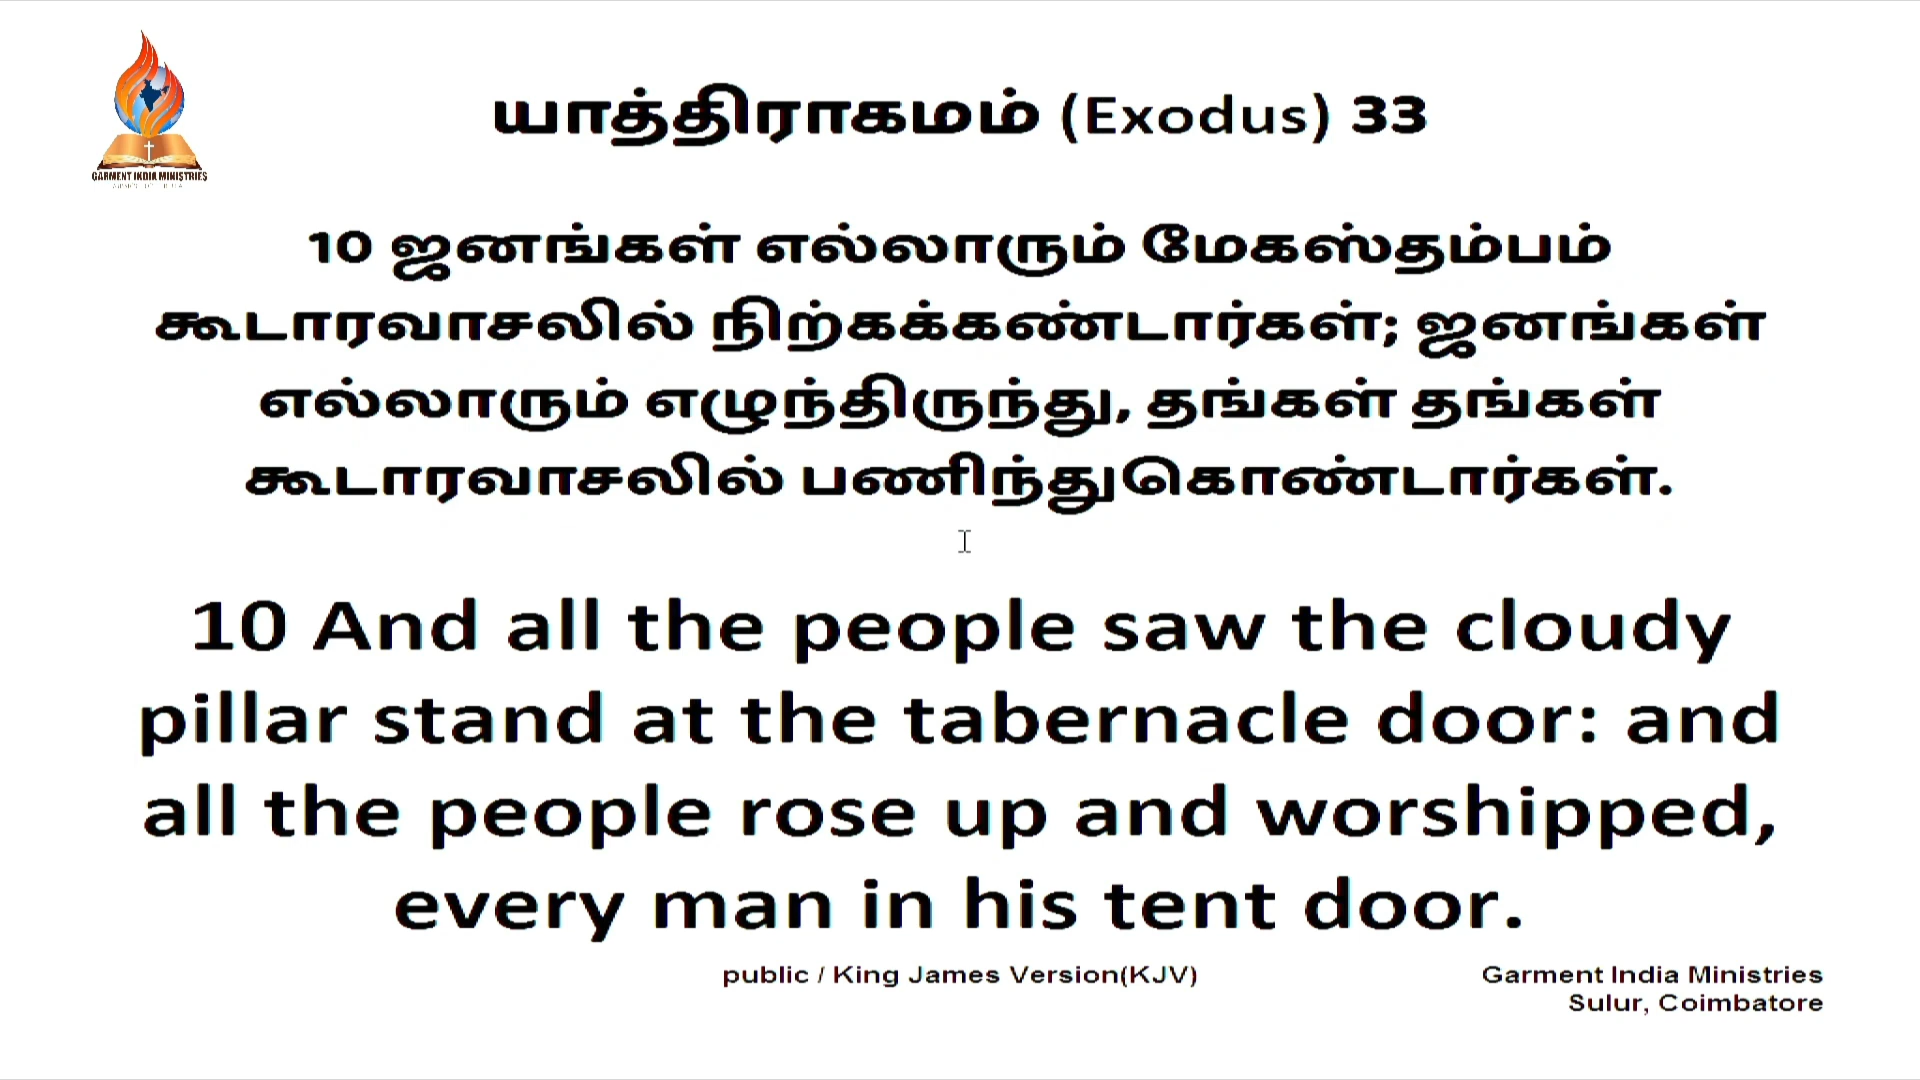 யாத்திராகமம் (Exodus) 33
10 ஜனங்கள் எல்லாரும் மேகஸ்தம்பம்
கூடாரவாசலில் நிற்கக்கண்டார்கள்; ஜனங்கள்
எல்லாரும் எழுந்திருந்து, தங்கள் தங்கள்
கூடாரவாசலில் பணிந்துகொண்டார்கள்.
10 And all the people saw the cloudy
pillar stand at the tabernacle door: and
all the people rose up and worshipped,
every man in his tent door.
public / King James Version(KJV)
Garment India Ministries
Sulur, Coimbatore
GARMENT INDIA MINISTRIES